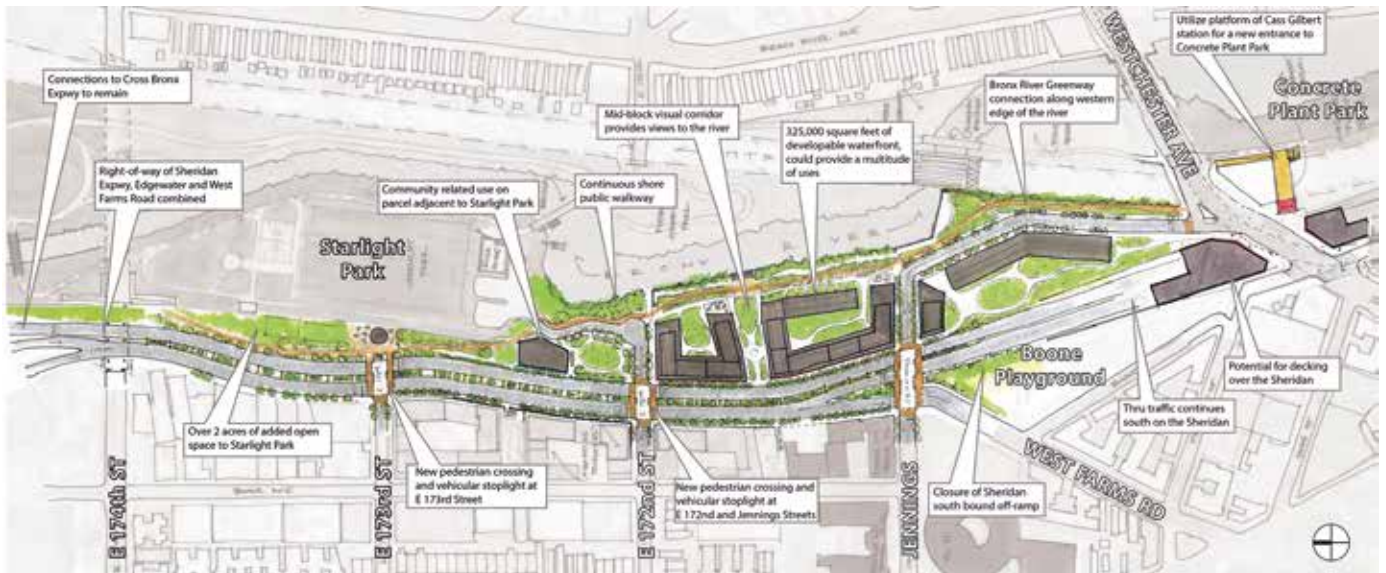 Connections to Cross Bronx
Expwy to remain
Right-of-way of Sheridan
Expwy, Edgewater and West
Farms Road combined
Starlight
Park
Community related use on
parcel adjacent to Starlight Park
Continuous shore
public walkway
Mid-block visual corridor
provides views to the river
325,000 square feet of
developable waterfront,
could provide a multitude
of uses
Bronx River Greenway
connection along western
edge of the river
WESTCHESTER AVE
Utilize platform of Cass Gilbert
station for a new entrance to
Concrete Plant Park
Concrete
Plant Park
Over 2 acres of added open
space to Starlight Park
New pedestrian crossing
and vehicular stoplight at
E 173rd Street
New pedestrian crossing and
vehicular stoplight at
E 172nd and Jennings Streets
Boone
Playground
Closure of Sheridan
south bound off-ramp
Thru traffic continues
south on the Sheridan
Potential for decking
over the Sheridan
WEST FARMS RD
E 174th ST
E 173rd ST
E 172nd ST
JENNINGS